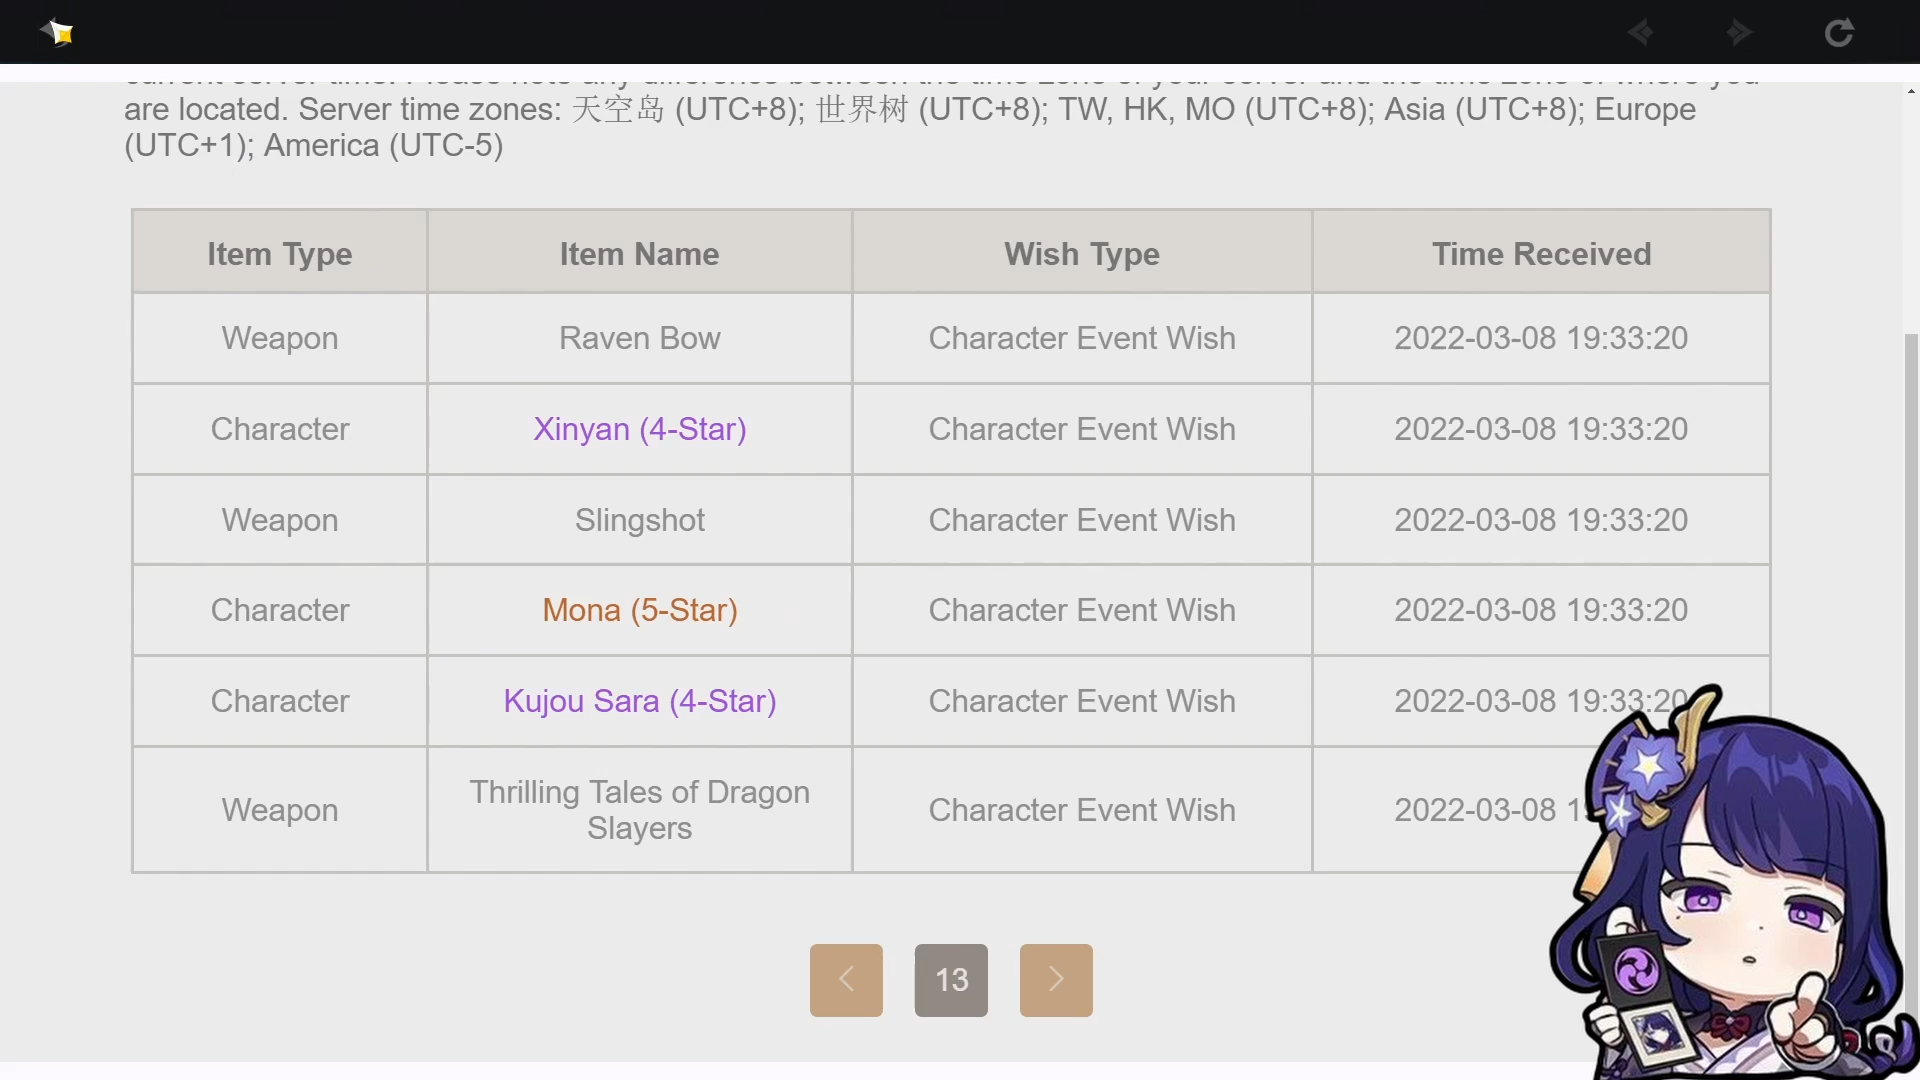 are located. Server time zones: 天空岛 (UTC+8); 世界树 (UTC+8); TW, HK, MO (UTC+8); Asia (UTC+8); Europe
(UTC+1); America (UTC-5)
Item Type Item Name Wish Type Time Received
Weapon Raven Bow Character Event Wish 2022-03-08 19:33:20
Character Xinyan (4-Star) Character Event Wish 2022-03-08 19:33:20
Weapon Slingshot Character Event Wish 2022-03-08 19:33:20
Character Mona (5-Star) Character Event Wish 2022-03-08 19:33:20
Character Kujou Sara (4-Star) Character Event Wish 2022-03-08 19:33:20
Weapon Thrilling Tales of Dragon
Slayers Character Event Wish 2022-03-08
13